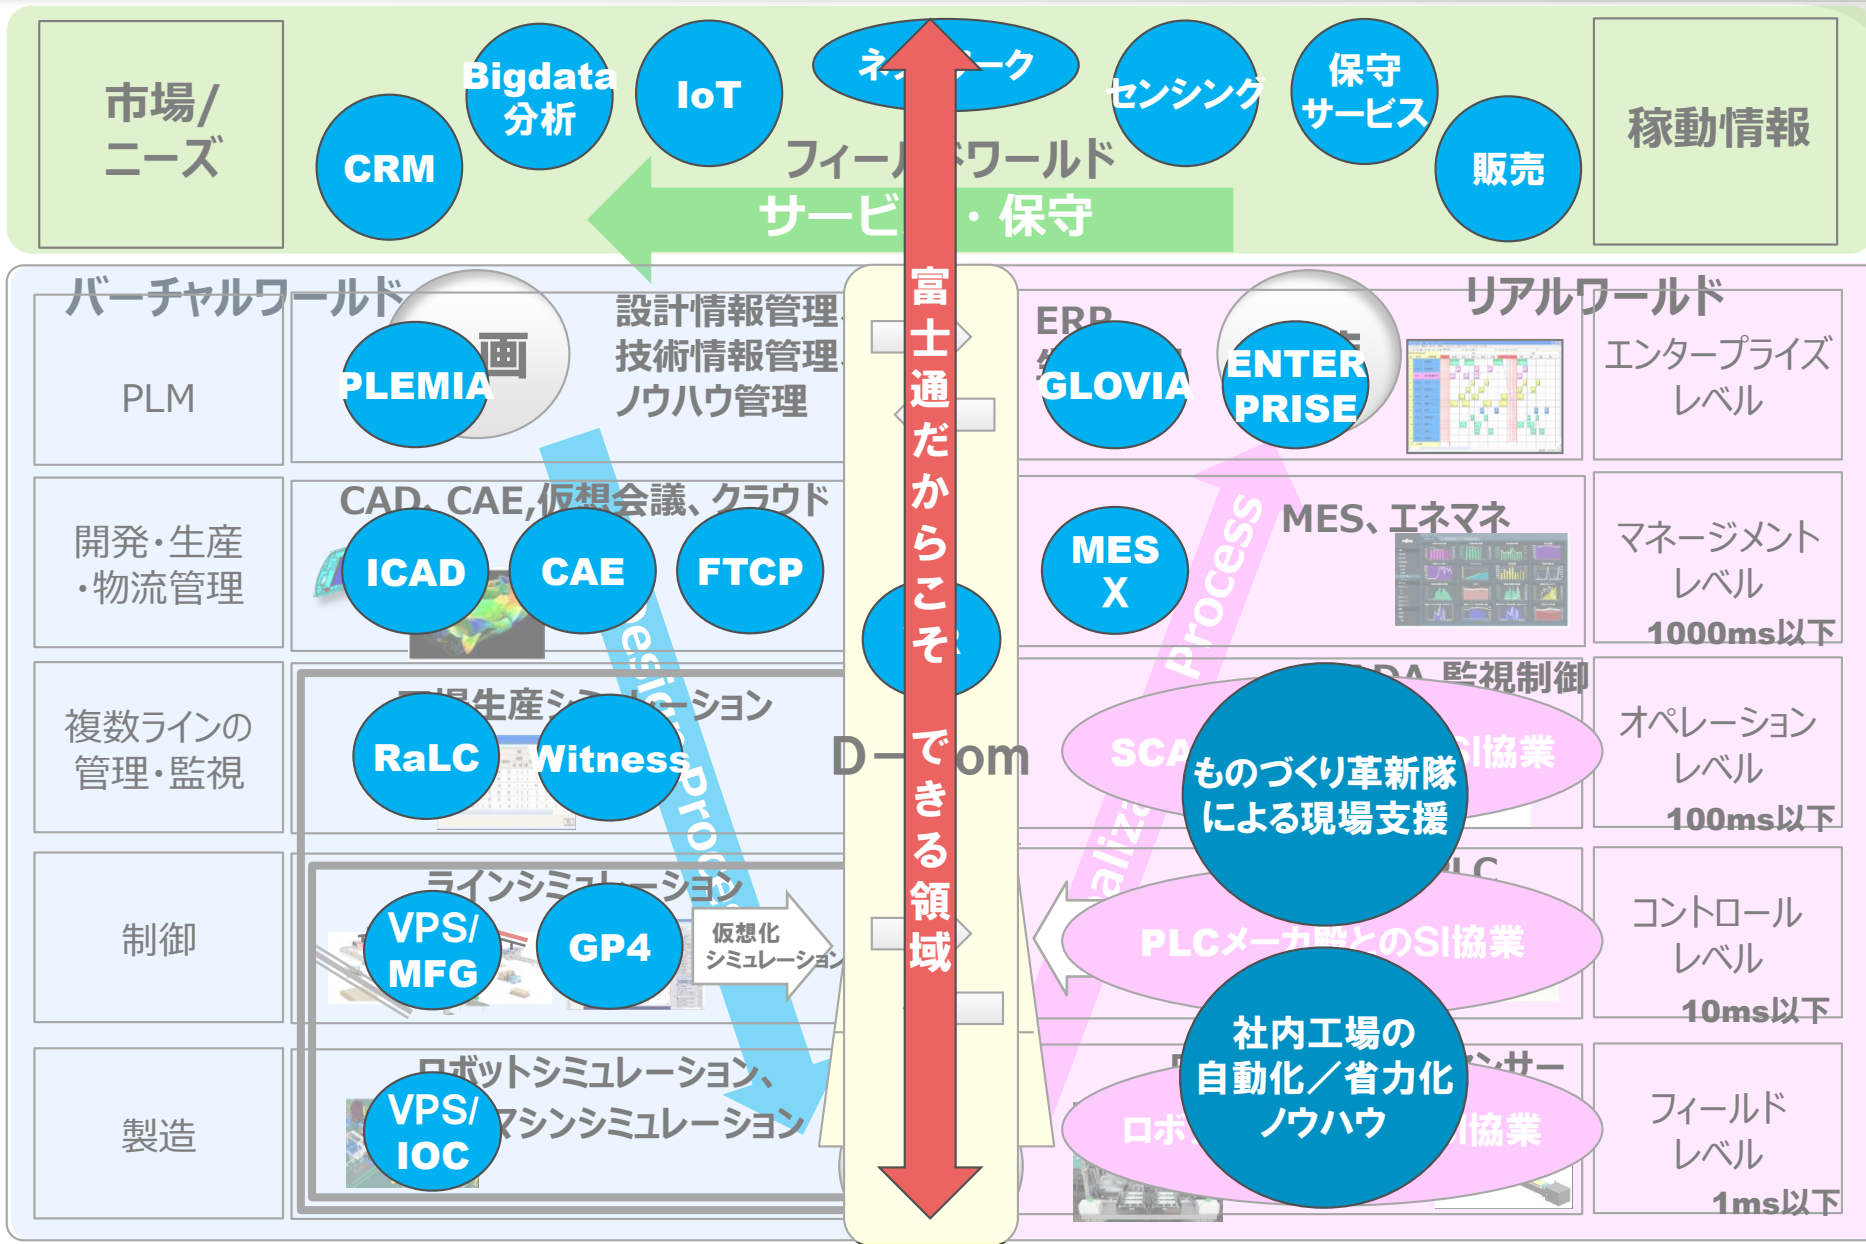 市場/
ニーズ
CRM
Bigdata
分析
IoT
センシング
保守
サービス
販売
稼動情報
フィールドワールド
サービス・保守
富士通だからこそ できる領域
バーチャルワールド
リアルワールド
PLM
PLEMIA
画
設計情報管理、
技術情報管理、
ノウハウ管理
ERP
GLOVIA
ENTER
PRISE
エンタープライズ
レベル
開発・生産
・物流管理
CAD、CAE,仮想会議、クラウド
ICAD
CAE
FTCP
MES
X
MES、エネマネ
マネージメント
レベル
1000ms以下
複数ラインの
管理・監視
RaLC
Witness
監視制御
ものづくり革新隊
による現場支援
オペレーション
レベル
100ms以下
Process
制御
ラインシミュレーション
VPS/
MFG
GP4
仮想化
シミュレーション
PLCメーカ殿とのSI協業
コントロール
レベル
10ms以下
製造
ロボットシミュレーション、
マシンシミュレーション
VPS/
IOC
社内工場の
自動化／省力化
ノウハウ
フィールド
レベル
1ms以下